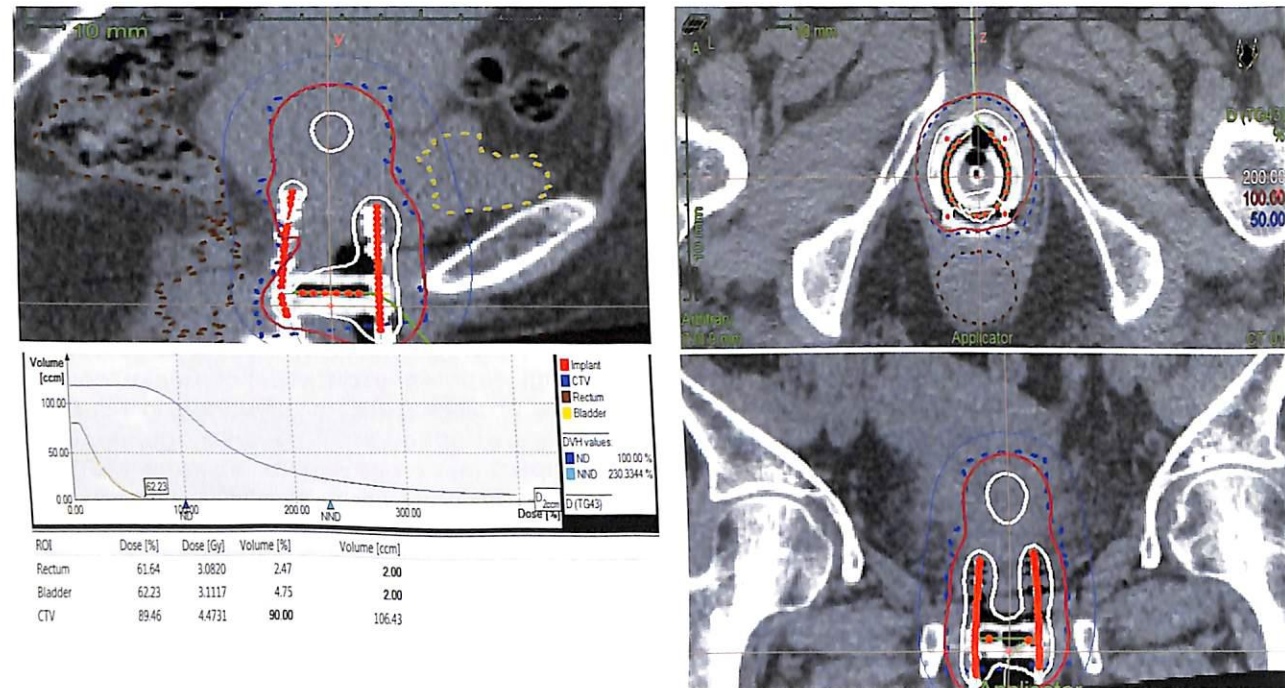 10 mm
y
A L
10 mm
z
D (TG43)
%
200.00
100.00
50.00
Applicator
Volume
[ccm]
100.00
50.00
0.00
0.00
200.00
300.00
62.23
ND
NND
D 2ccm
Dose [%]
Implant
CTV
Rectum
Bladder
DVH values:
ND 100.00 %
NND 230.3344 %
D (TG43)
ROI Dose [%] Dose [Gy] Volume [%] Volume [ccm]
Rectum 61.64 3.0820 2.47 2.00
Bladder 62.23 3.1117 4.75 2.00
CTV 89.46 4.4731 90.00 106.43
Applicator